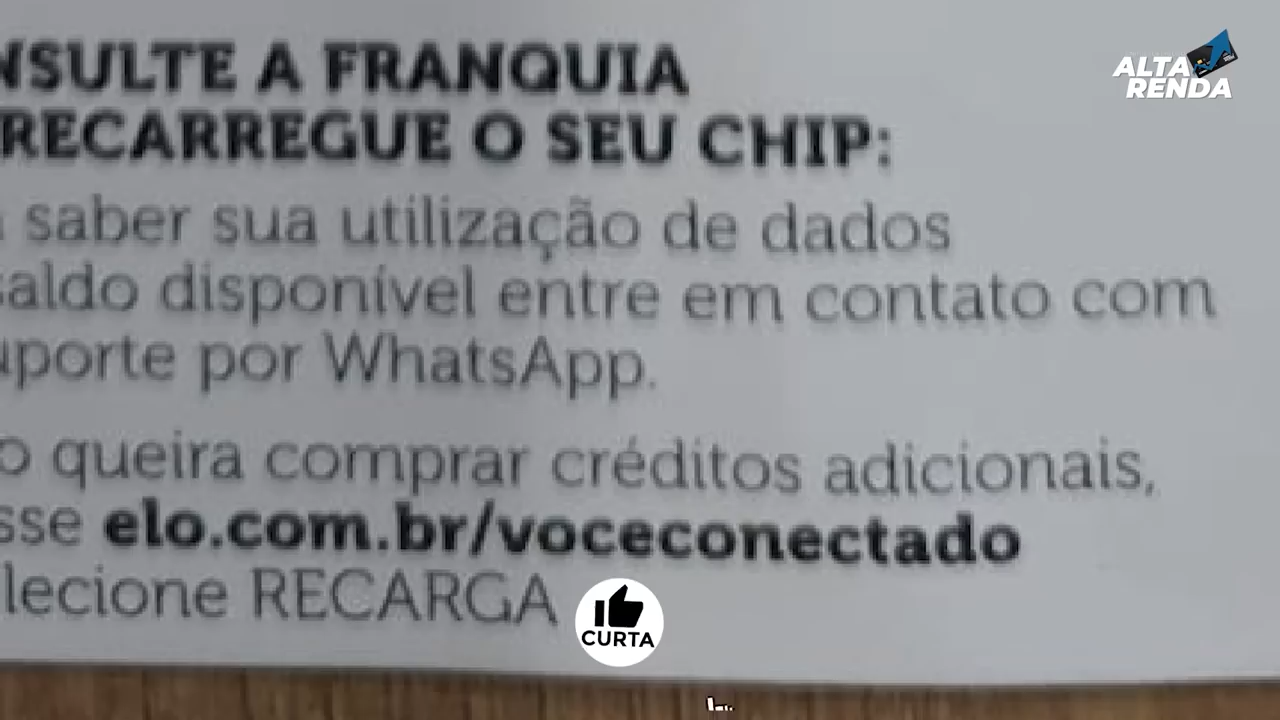 NSULTE A FRANQUIA
RECARREGUE O SEU CHIP:
saber sua utilização de dados
saldo disponível entre em contato com
uporte por WhatsApp.
o queira comprar créditos adicionais,
sse elo.com.br/voceconectado
lecione RECARGA
ALTA
RENDA
CURTA